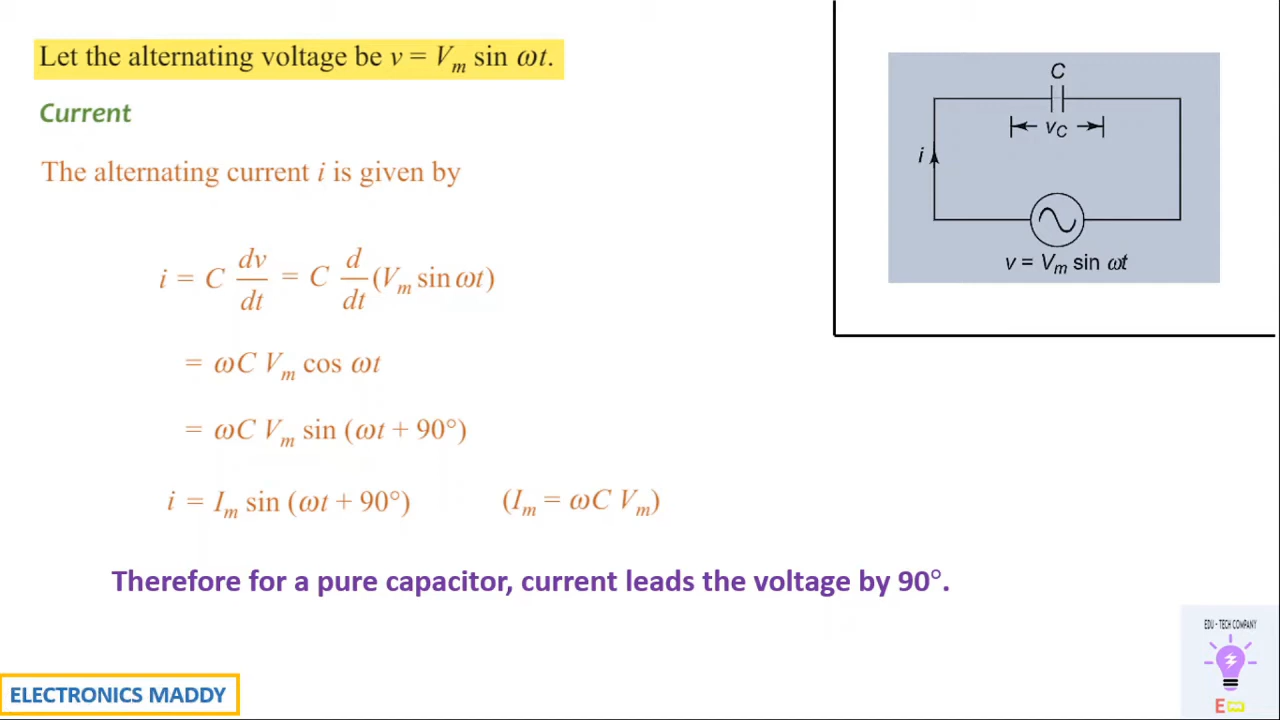 Let the alternating voltage be v = Vₘ sin ωt.
Current
The alternating current i is given by
i = C dv/dt = C d/dt (Vₘ sin ωt)
= ωC Vₘ cos ωt
= ωC Vₘ sin (ωt + 90°)
i = Iₘ sin (ωt + 90°) (Iₘ = ωC Vₘ)
Therefore for a pure capacitor, current leads the voltage by 90°.
C
v_C
i
v = Vₘ sin ωt
ELECTRONICS MADDY
EDU - TECH COMPANY
Em